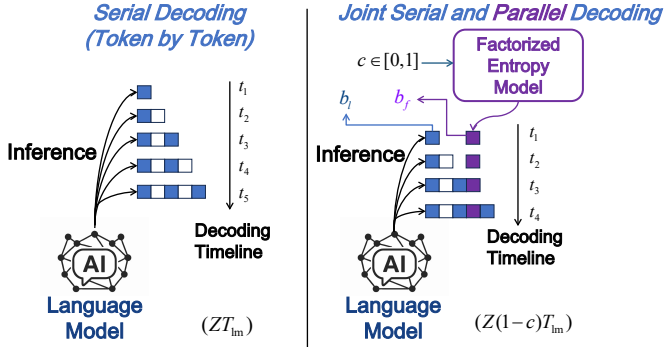 Serial Decoding
(Token by Token)
t₁
t₂
t₃
t₄
t₅
Inference
Decoding
Timeline
AI
Language
Model
(ZTₗₘ)
Joint Serial and Parallel Decoding
c ∈ [0,1]
Factorized
Entropy
Model
b_l
b_f
t₁
t₂
t₃
t₄
Inference
Decoding
Timeline
AI
Language
Model
(Z(1−c)Tₗₘ)